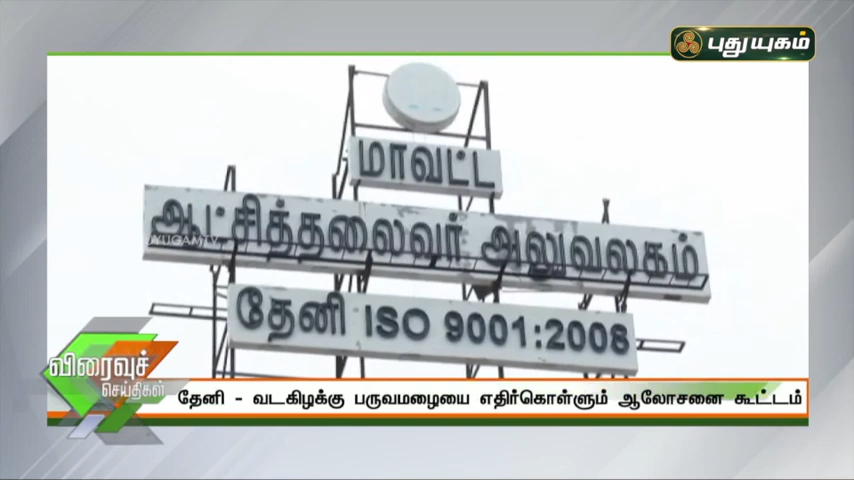 புதுயுகம்
மாவட்ட
ஆட்சித்தலைவர் அலுவலகம்
YUGAMTV
தேனி ISO 9001:2008
விரைவுச்
செய்திகள்
தேனி - வடகிழக்கு பருவமழையை எதிர்கொள்ளும் ஆலோசனை கூட்டம்